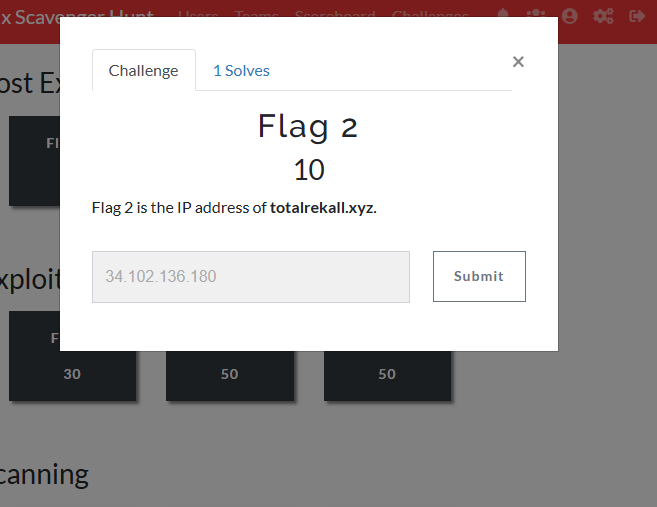 x Scavenger Hunt Users Teams Scoreboard Challenges
Challenge
1 Solves
×
ost Ex
Flag 2
10
Fl
Flag 2 is the IP address of totalrekall.xyz.
34.102.136.180
Submit
xploit
F
30
50
50
canning